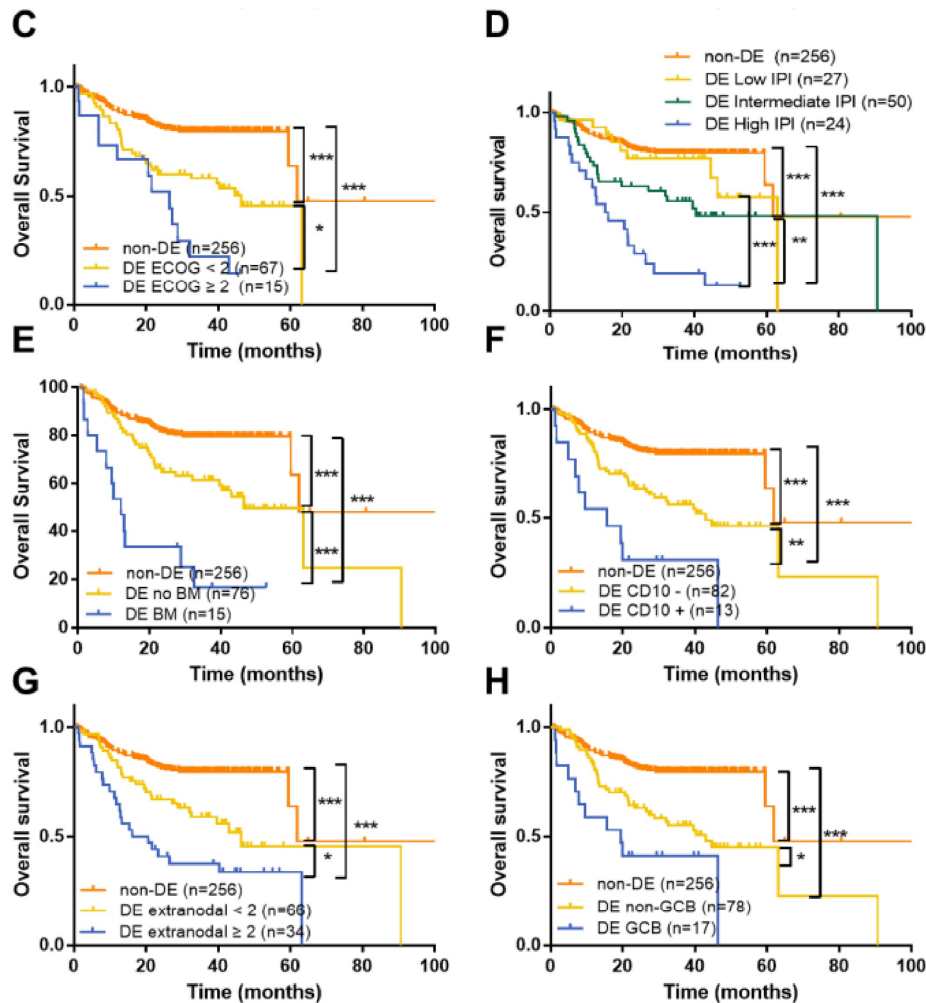 C
Overall Survival
1.0
0.5
0.0
0 20 40 60 80 100
Time (months)
non-DE (n=256)
DE ECOG < 2 (n=67)
DE ECOG ≥ 2 (n=15)
***
***
*
D
Overall survival
1.0
0.5
0.0
0 20 40 60 80 100
Time (months)
non-DE (n=256)
DE Low IPI (n=27)
DE Intermediate IPI (n=50)
DE High IPI (n=24)
***
***
***
**
E
Overall Survival
100
80
60
40
20
0
0 20 40 60 80 100
Time (months)
non-DE (n=256)
DE no BM (n=76)
DE BM (n=15)
***
***
***
F
Overall survival
1.0
0.5
0.0
0 20 40 60 80 100
Time (months)
non-DE (n=256)
DE CD10 - (n=82)
DE CD10 + (n=13)
***
***
**
G
Overall survival
1.0
0.5
0.0
0 20 40 60 80 100
Time (months)
non-DE (n=256)
DE extranodal < 2 (n=66)
DE extranodal ≥ 2 (n=34)
***
***
*
H
Overall survival
1.0
0.5
0.0
0 20 40 60 80 100
Time (months)
non-DE (n=256)
DE non-GCB (n=78)
DE GCB (n=17)
***
***
*